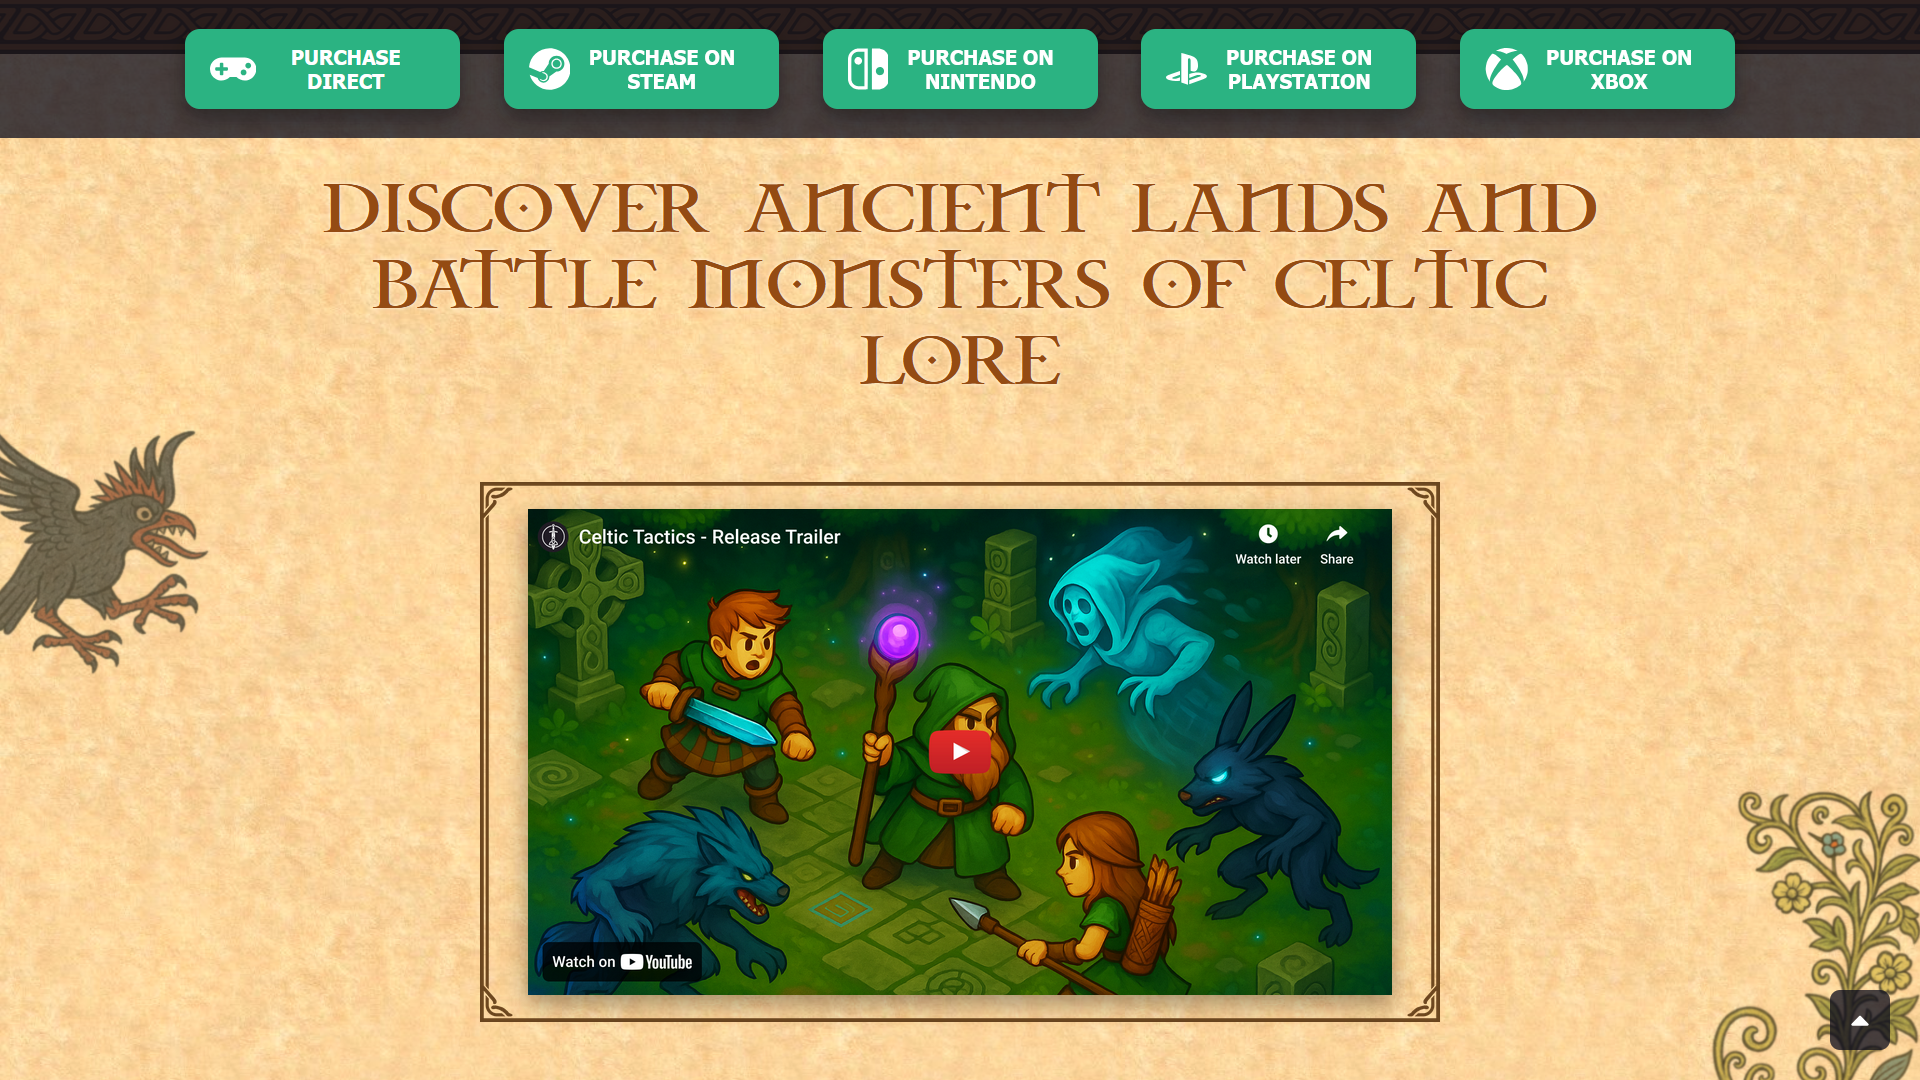 PURCHASE
DIRECT
PURCHASE ON
STEAM
PURCHASE ON
NINTENDO
PURCHASE ON
PLAYSTATION
PURCHASE ON
XBOX
DISCOVER ANCIENT LANDS AND
BATTLE MONSTERS OF CELTIC
LORE
Celtic Tactics - Release Trailer
Watch later
Share
Watch on YouTube